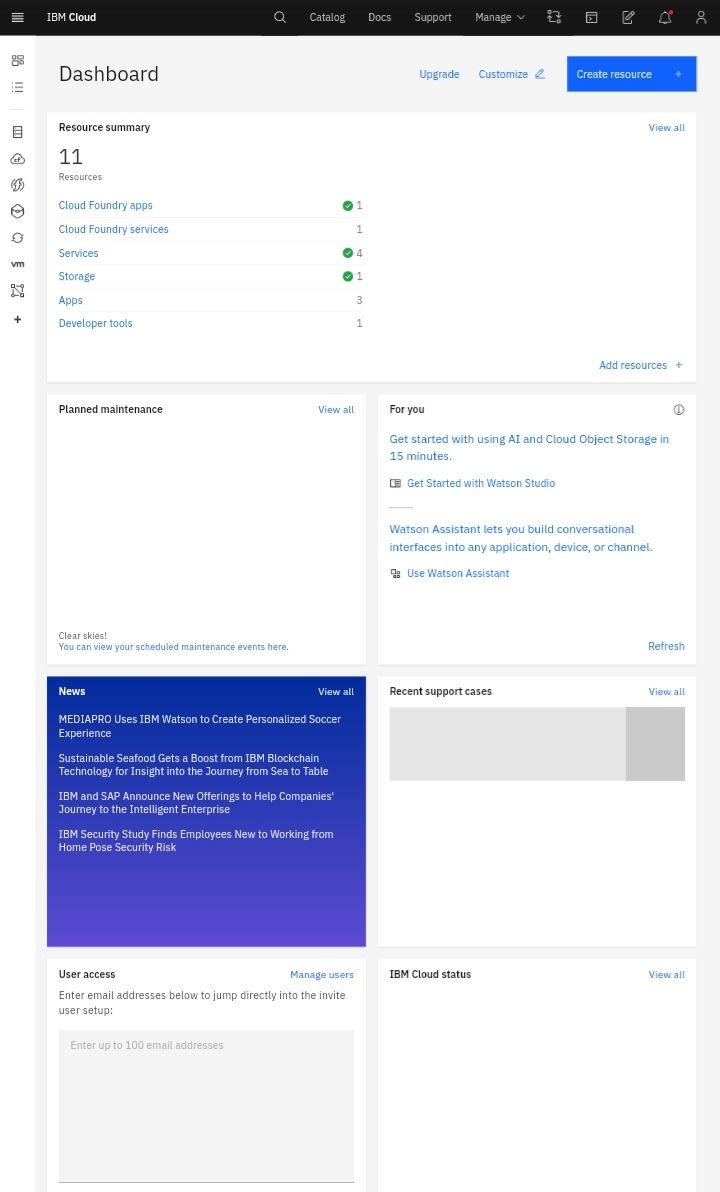 IBM Cloud
Catalog
Docs
Support
Manage
Dashboard
Upgrade
Customize
Create resource
Resource summary
View all
11
Resources
Cloud Foundry apps 1
Cloud Foundry services 1
Services 4
Storage 1
Apps 3
Developer tools 1
Add resources
cf
vm
Planned maintenance
View all
Clear skies!
You can view your scheduled maintenance events here.
For you
Get started with using AI and Cloud Object Storage in
15 minutes.
Get Started with Watson Studio
Watson Assistant lets you build conversational
interfaces into any application, device, or channel.
Use Watson Assistant
Refresh
News
View all
MEDIAPRO Uses IBM Watson to Create Personalized Soccer
Experience
Sustainable Seafood Gets a Boost from IBM Blockchain
Technology for Insight into the Journey from Sea to Table
IBM and SAP Announce New Offerings to Help Companies'
Journey to the Intelligent Enterprise
IBM Security Study Finds Employees New to Working from
Home Pose Security Risk
Recent support cases
View all
User access
Manage users
Enter email addresses below to jump directly into the invite
user setup:
Enter up to 100 email addresses
IBM Cloud status
View all